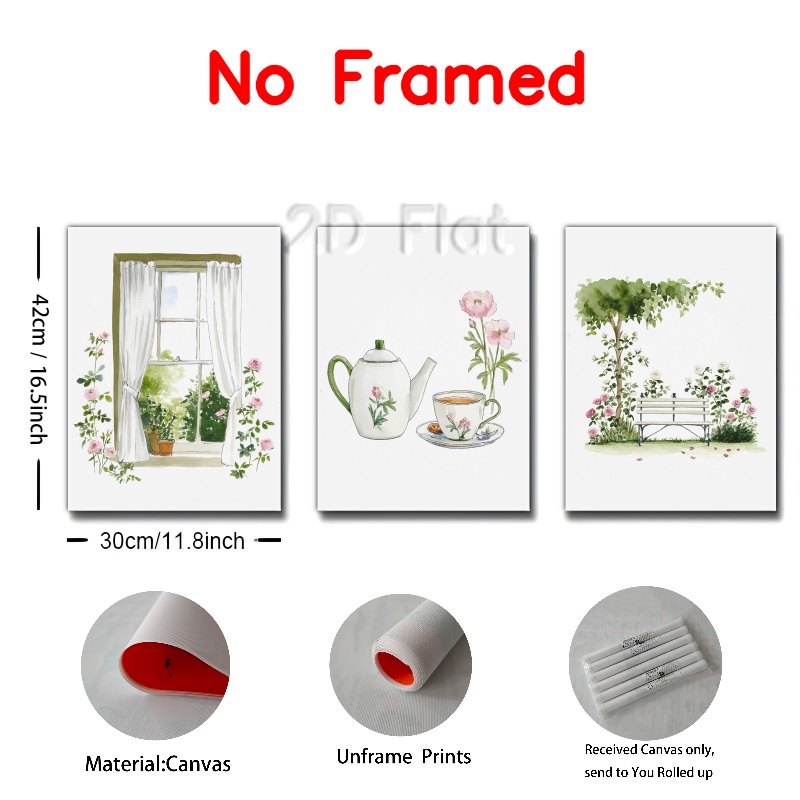 No Framed
2D Flat
42cm / 16.5inch
30cm/11.8inch
Material:Canvas
Unframe Prints
Received Canvas only,
send to You Rolled up